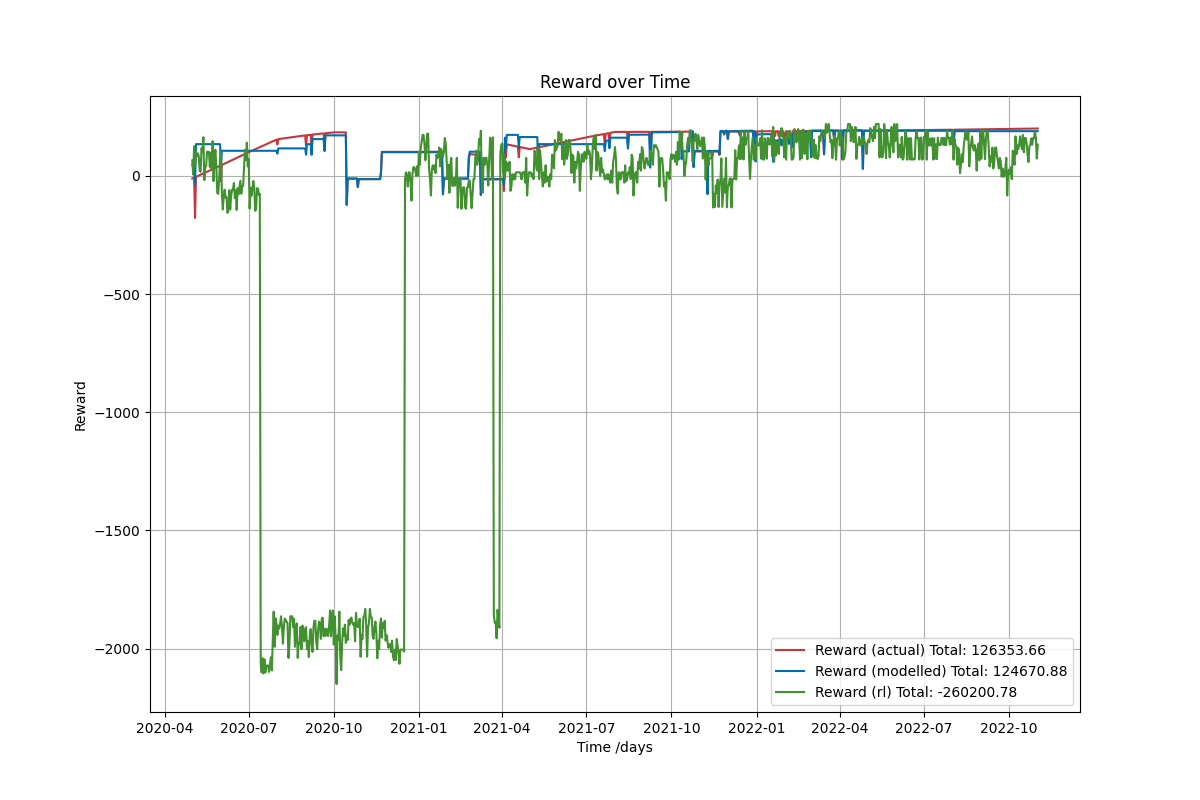 Reward over Time
Reward
0
−500
−1000
−1500
−2000
Reward (actual) Total: 126353.66
Reward (modelled) Total: 124670.88
Reward (rl) Total: -260200.78
2020-04 2020-07 2020-10 2021-01 2021-04 2021-07 2021-10 2022-01 2022-04 2022-07 2022-10
Time /days